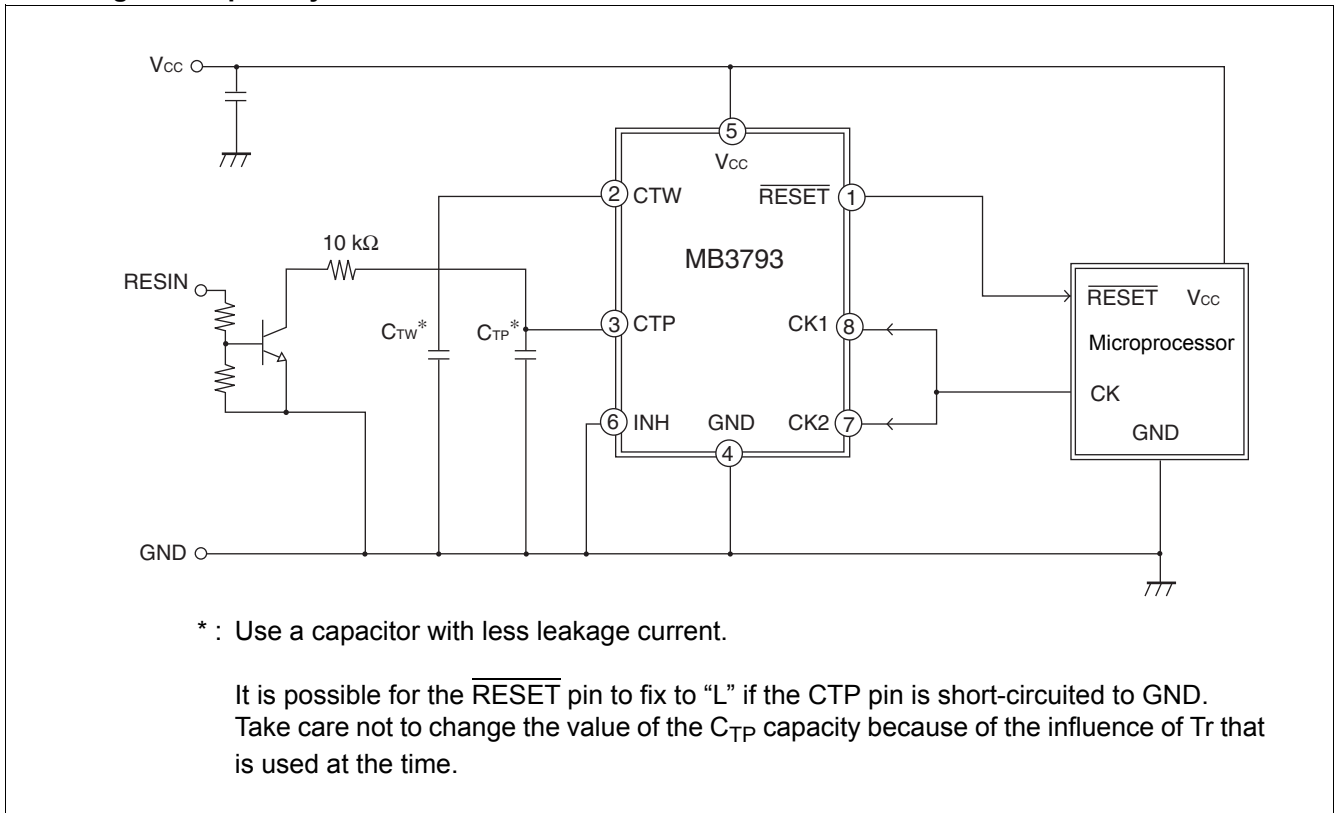 Vcc
5
Vcc
2 CTW
RESET 1
10 kΩ
MB3793
RESIN
RESET Vcc
CTW*
CTP*
3 CTP
CK1 8
Microprocessor
CK
6 INH
GND
CK2 7
GND
4
GND
* : Use a capacitor with less leakage current.
It is possible for the RESET pin to fix to “L” if the CTP pin is short-circuited to GND.
Take care not to change the value of the CTP capacity because of the influence of Tr that
is used at the time.